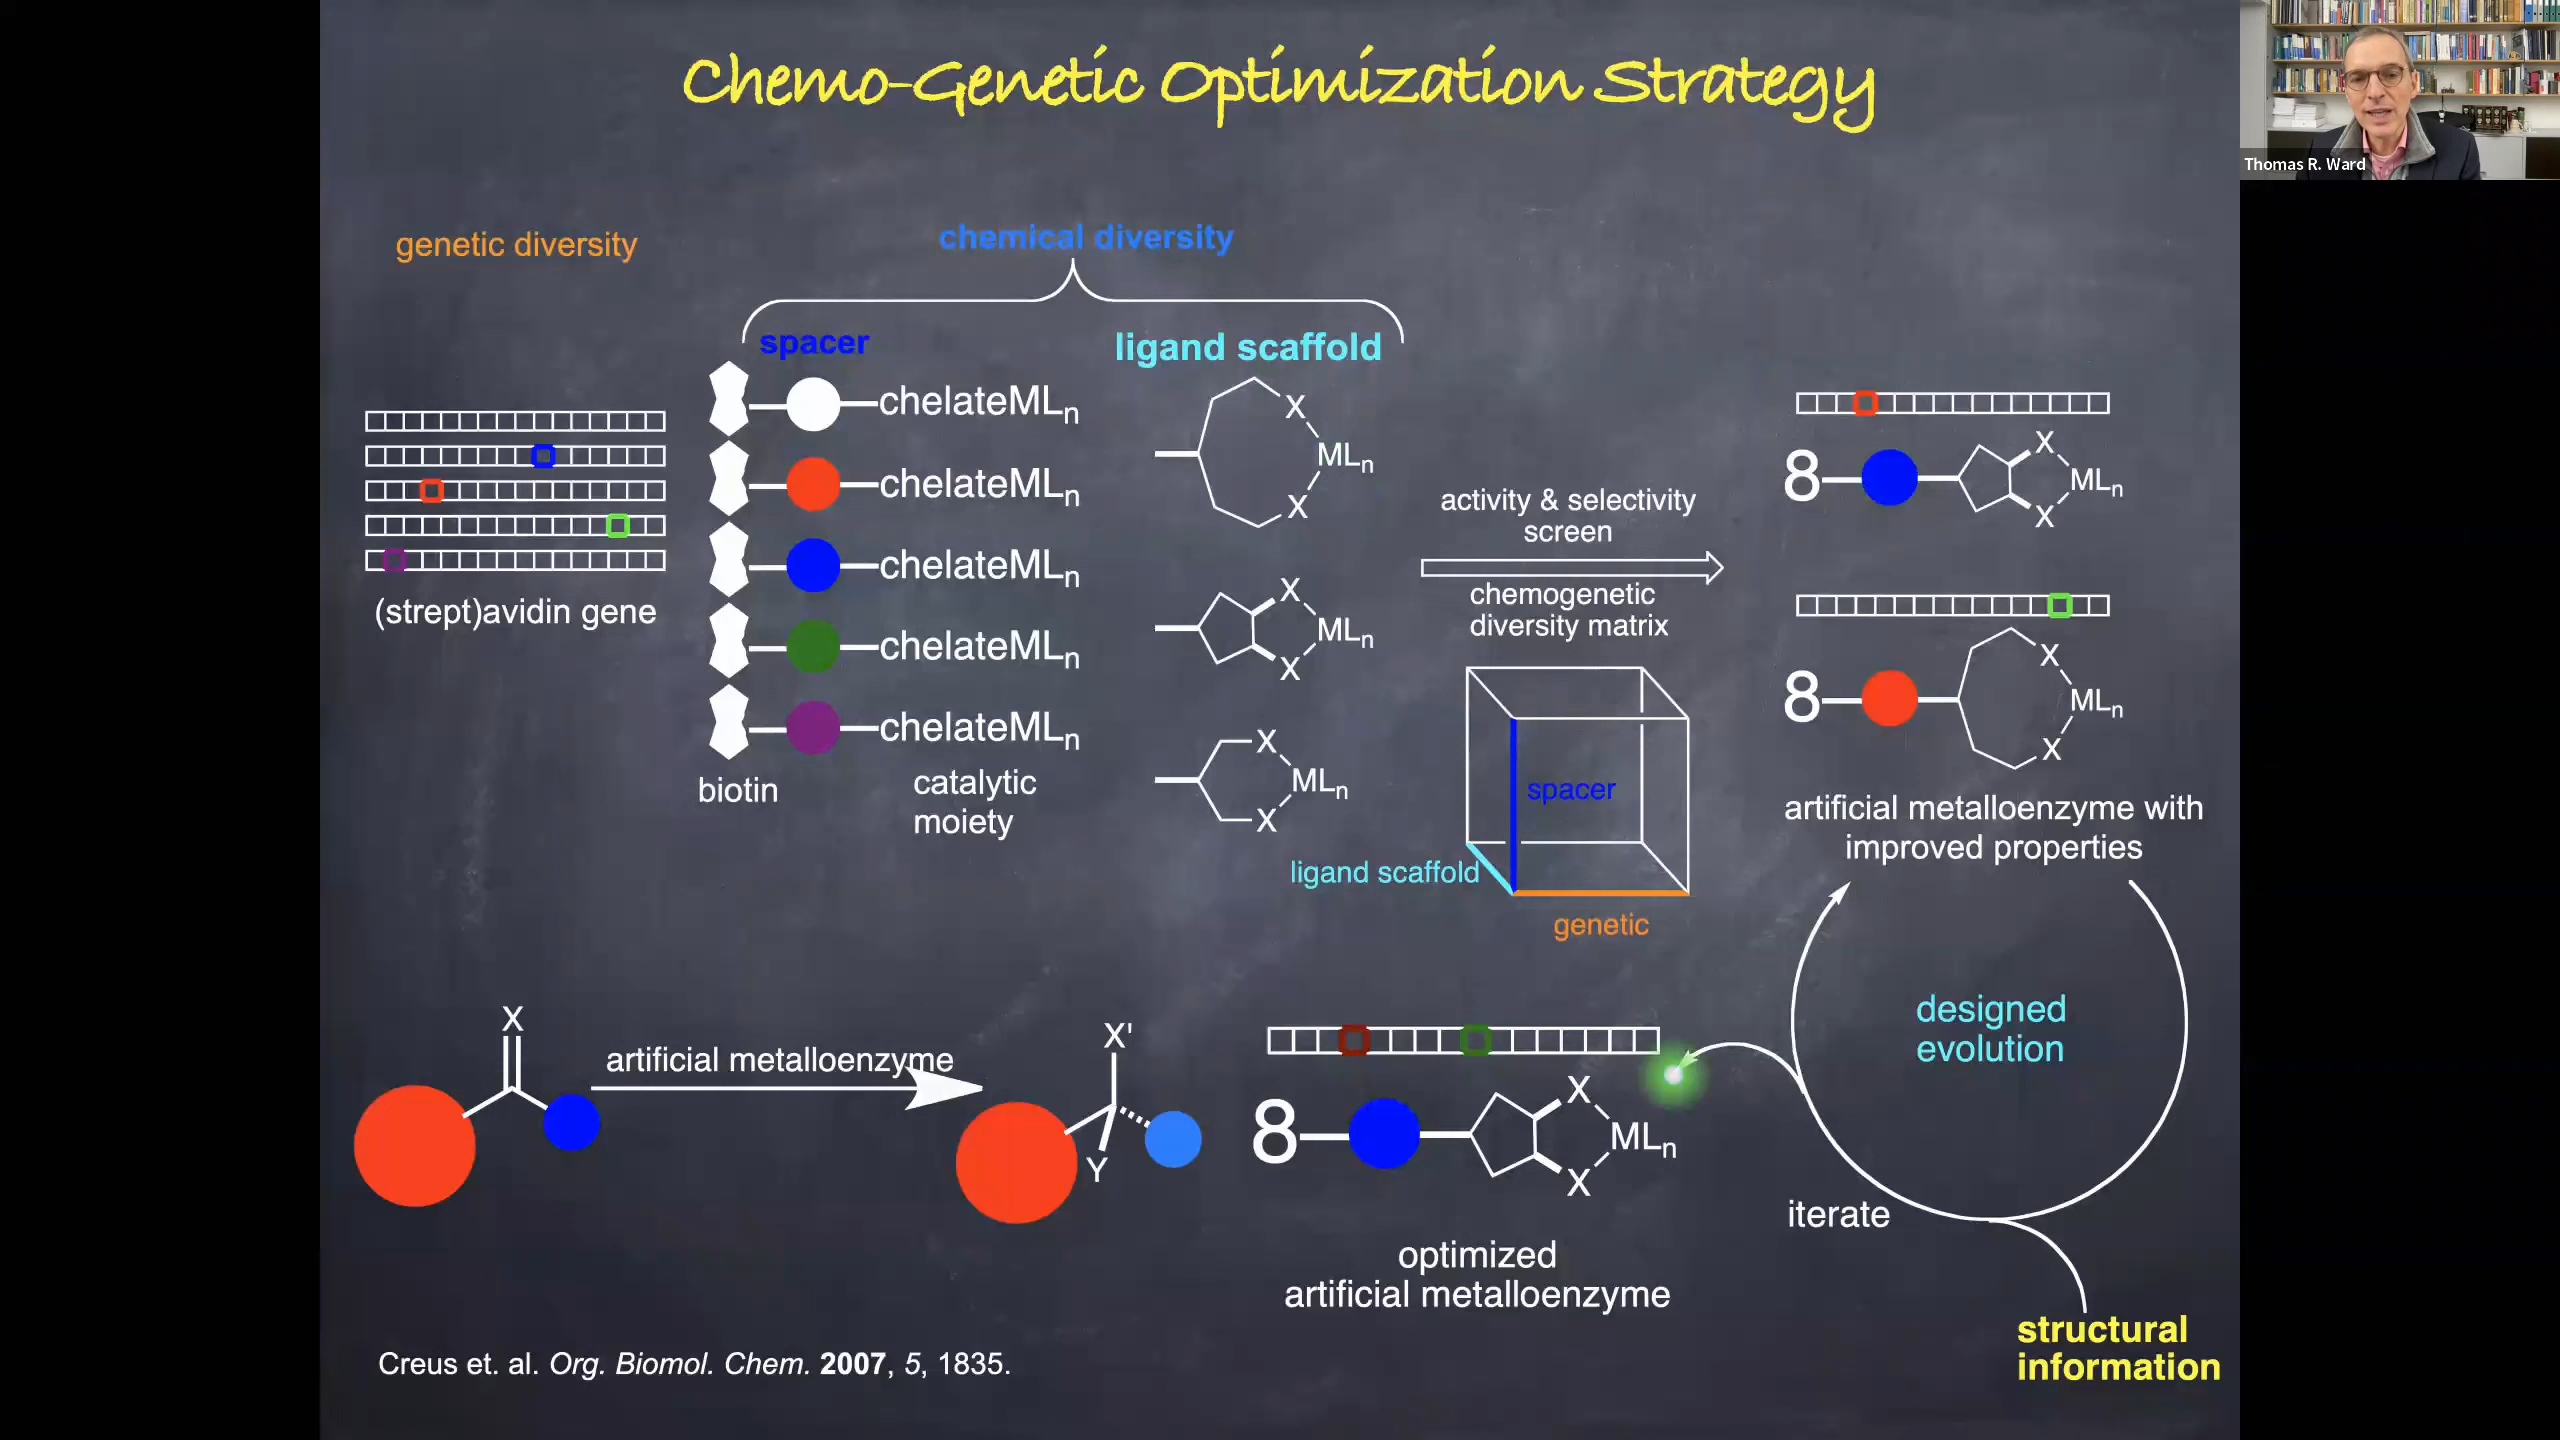 Chemo-Genetic Optimization Strategy
Thomas R. Ward
genetic diversity
chemical diversity
spacer
ligand scaffold
chelateMLn
chelateMLn
chelateMLn
chelateMLn
chelateMLn
(strept)avidin gene
biotin
catalytic
moiety
X
MLn
X
X
MLn
X
X
MLn
X
activity & selectivity
screen
chemogenetic
diversity matrix
spacer
ligand scaffold
genetic
8
X
MLn
X
8
X
MLn
X
artificial metalloenzyme with
improved properties
designed
evolution
iterate
structural
information
X
artificial metalloenzyme
X'
Y
8
X
MLn
X
optimized
artificial metalloenzyme
Creus et. al. Org. Biomol. Chem. 2007, 5, 1835.